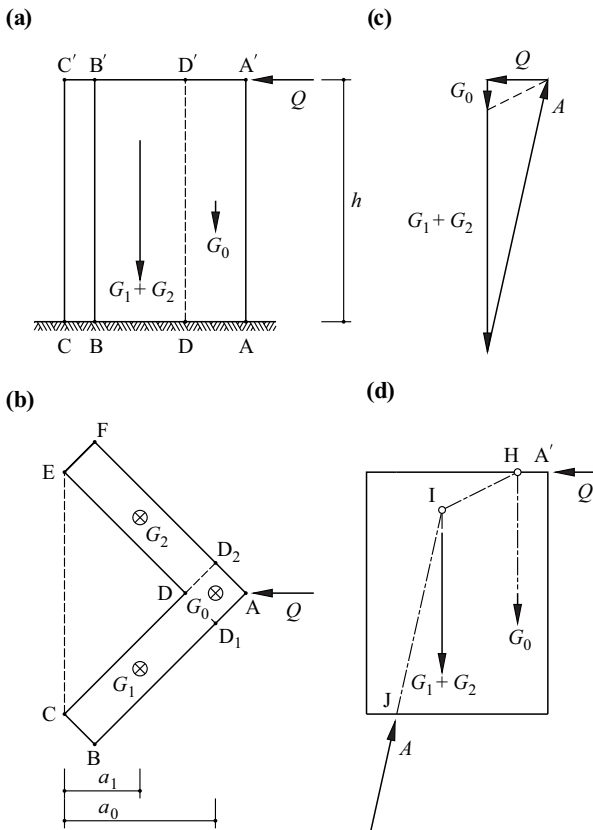 (a)
C′ B′ D′ A′
Q
h
G0
G1 + G2
C B D A
(b)
F
E
G2
D2
D G0 A
Q
D1
G1
C
B
a1
a0
(c)
Q
G0
A
G1 + G2
(d)
H A′
Q
I
G0
G1 + G2
J
A